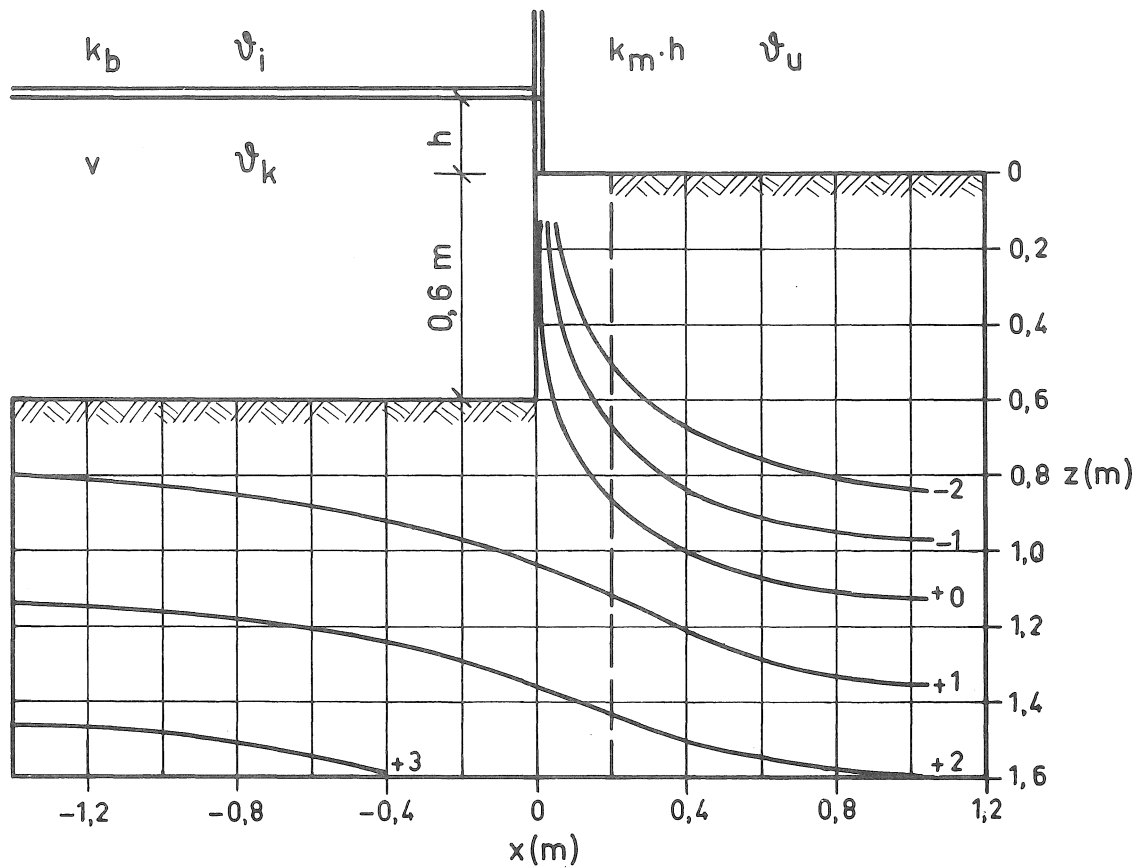 k_b ϑ_i k_m·h ϑ_u
v ϑ_k h
0,6 m
0
0,2
0,4
0,6
0,8 z(m)
1,0
1,2
1,4
1,6
-2
-1
+0
+1
+2
+3
-1,2 -0,8 -0,4 0 0,4 0,8 1,2
x(m)